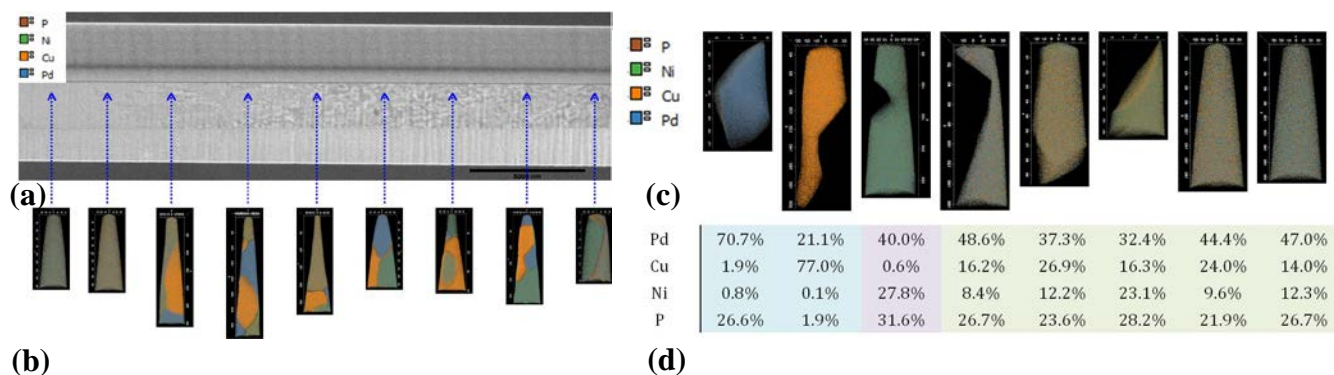 P
Ni
Cu
Pd
(a)
(b)
P
Ni
Cu
Pd
(c)
Pd 70.7% 21.1% 40.0% 48.6% 37.3% 32.4% 44.4% 47.0%
Cu 1.9% 77.0% 0.6% 16.2% 26.9% 16.3% 24.0% 14.0%
Ni 0.8% 0.1% 27.8% 8.4% 12.2% 23.1% 9.6% 12.3%
P 26.6% 1.9% 31.6% 26.7% 23.6% 28.2% 21.9% 26.7%
(d)